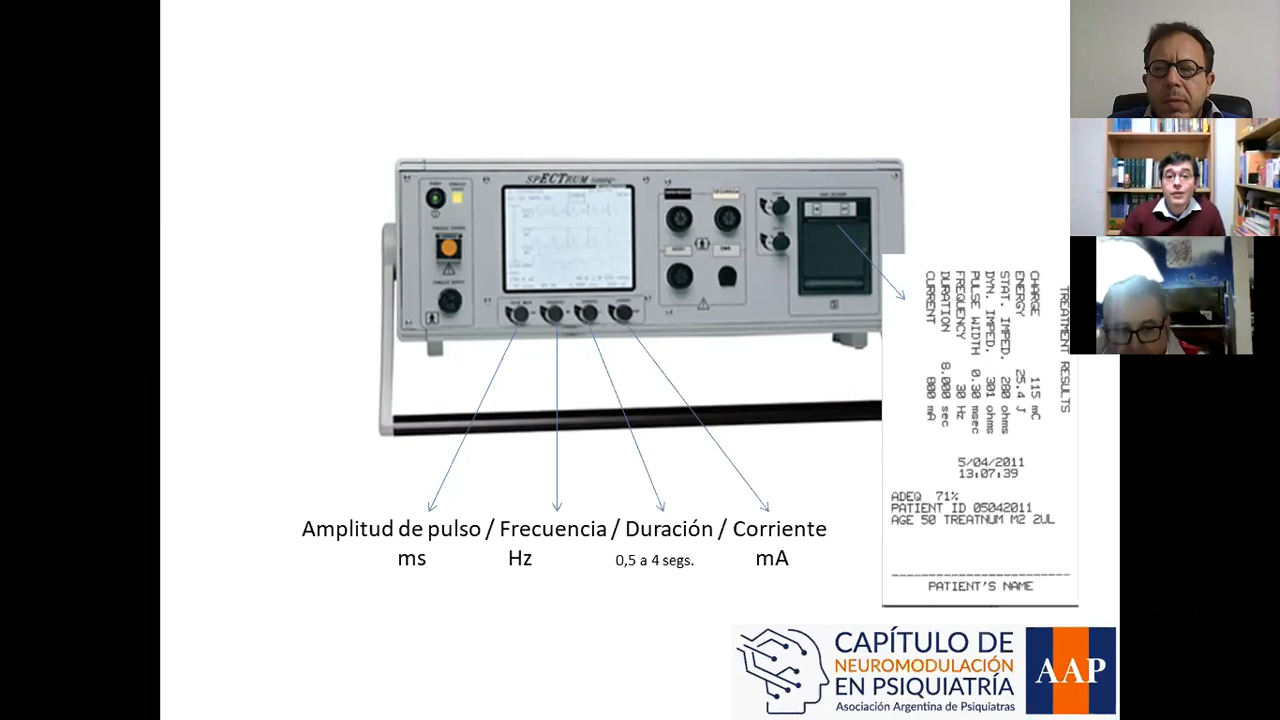 spECTrum
TREATMENT RESULTS
CHARGE 115 mC
ENERGY 25.4 J
STAT. IMPED. 280 ohms
DYN. IMPED. 301 ohms
PULSE WIDTH 0.30 msec
FREQUENCY 30 Hz
DURATION 8.000 sec
CURRENT 800 mA
5/04/2011
13:07:39
ADEQ 71%
PATIENT ID 05042011
AGE 50 TREATNUM M2 2UL
PATIENT'S NAME
Amplitud de pulso / Frecuencia / Duración / Corriente
ms Hz 0,5 a 4 segs. mA
CAPÍTULO DE
NEUROMODULACIÓN
EN PSIQUIATRÍA
Asociación Argentina de Psiquiatras
AAP